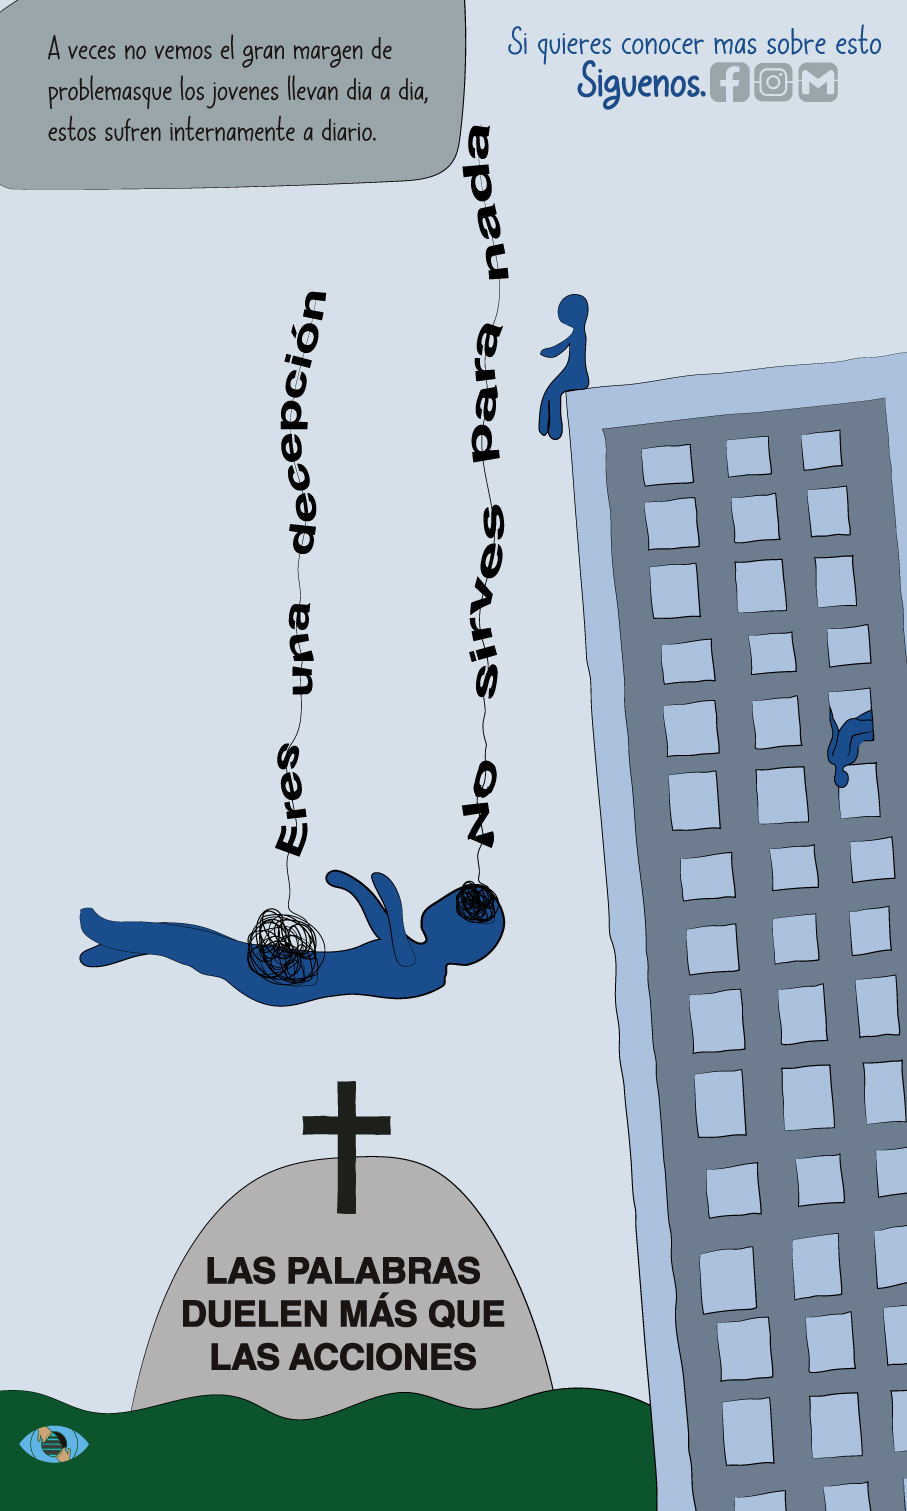 A veces no vemos el gran margen de
problemasque los jovenes llevan dia a dia,
estos sufren internamente a diario.
Si quieres conocer mas sobre esto
Siguenos.
Eres una decepción
No sirves para nada
LAS PALABRAS
DUELEN MÁS QUE
LAS ACCIONES